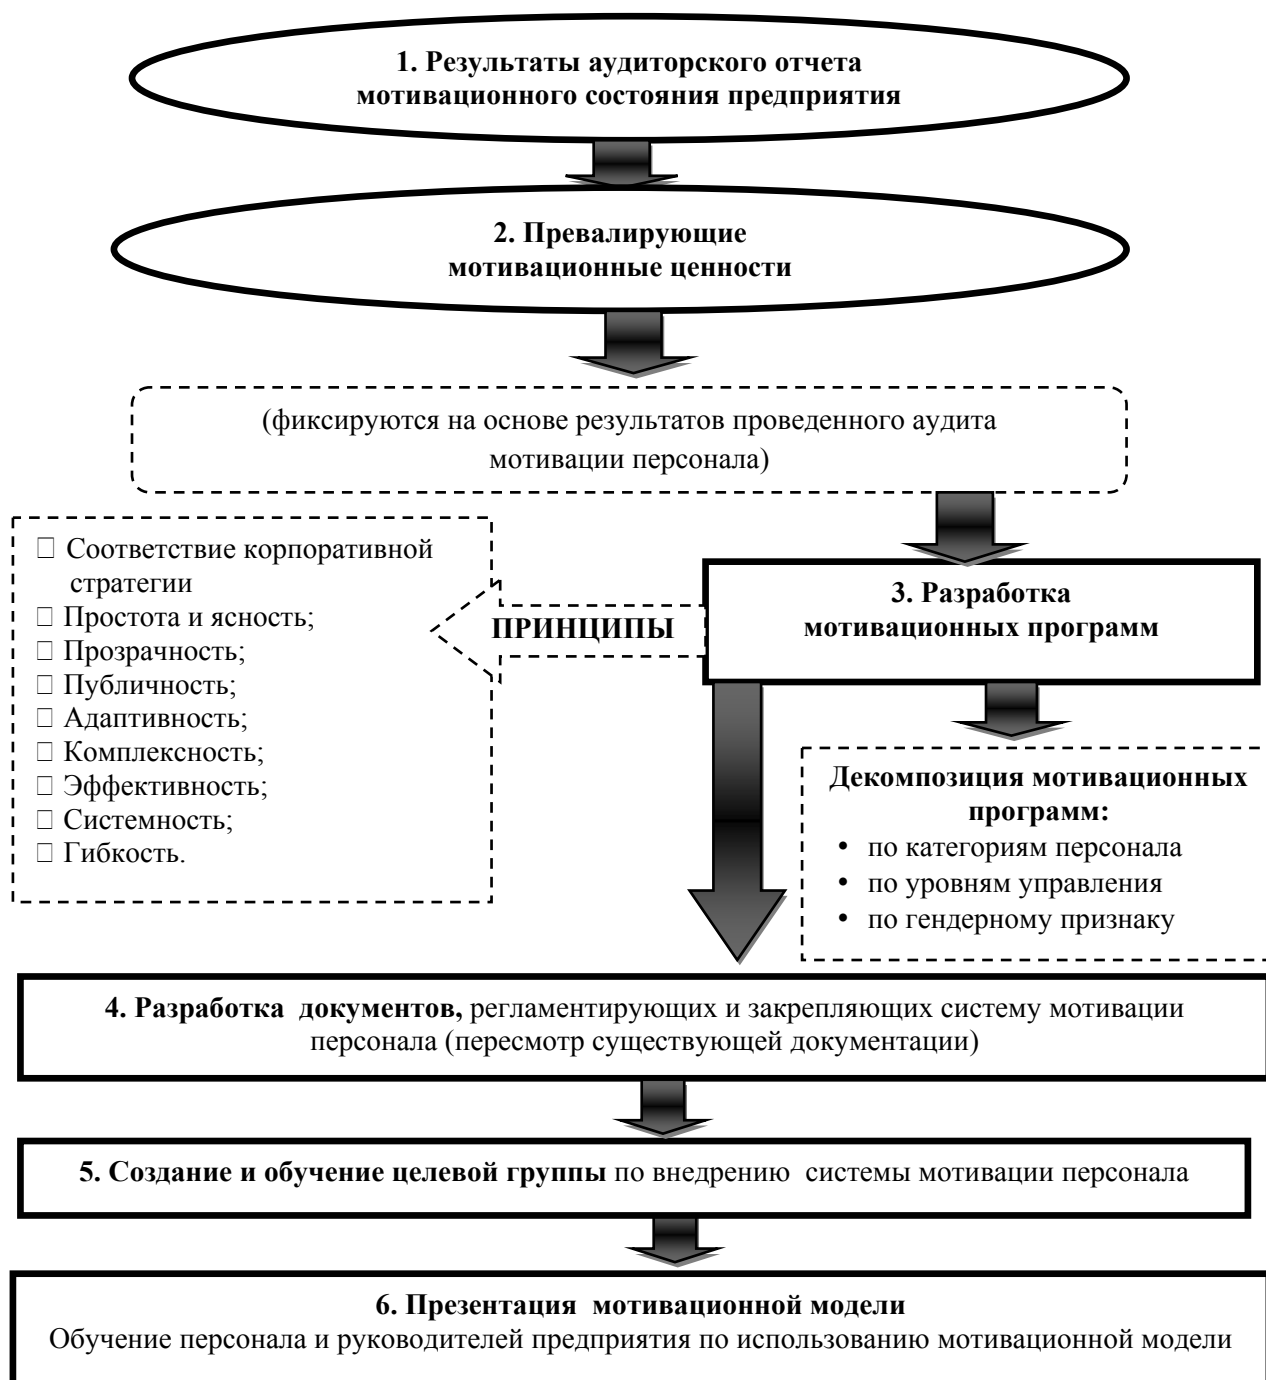 1. Результаты аудиторского отчета
мотивационного состояния предприятия
2. Превалирующие
мотивационные ценности
(фиксируются на основе результатов проведенного аудита
мотивации персонала)
□ Соответствие корпоративной
стратегии
□ Простота и ясность;
□ Прозрачность;
□ Публичность;
□ Адаптивность;
□ Комплексность;
□ Эффективность;
□ Системность;
□ Гибкость.
ПРИНЦИПЫ
3. Разработка
мотивационных программ
Декомпозиция мотивационных
программ:
• по категориям персонала
• по уровням управления
• по гендерному признаку
4. Разработка документов, регламентирующих и закрепляющих систему мотивации
персонала (пересмотр существующей документации)
5. Создание и обучение целевой группы по внедрению системы мотивации персонала
6. Презентация мотивационной модели
Обучение персонала и руководителей предприятия по использованию мотивационной модели